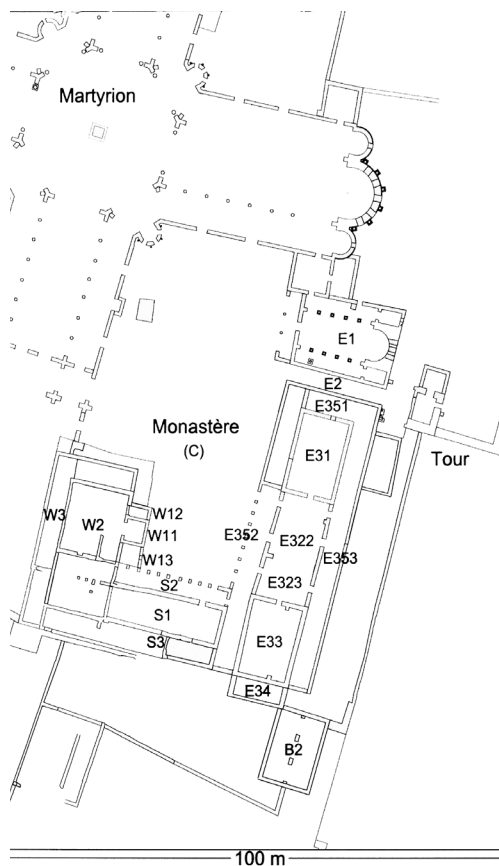 Martyrion
E1
E2
E351
Monastère
(C)
E31
Tour
W3
W2
W12
W11
W13
E352
E322
E353
S2
E323
S1
S3
E33
E34
B2
100 m